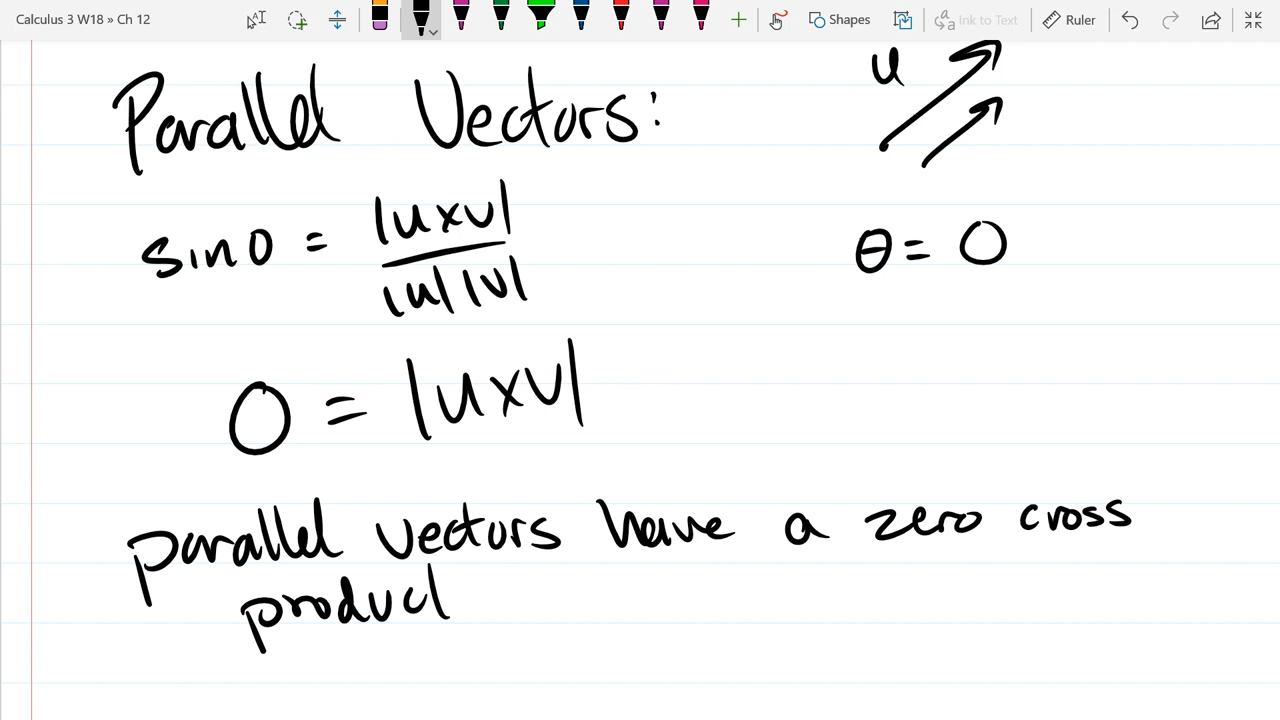 Calculus 3 W18 » Ch 12
Shapes
Ink to Text
Ruler
Parallel Vectors:
u
sin 0 = |u×v| / |u||v|
θ = 0
0 = |u×v|
parallel vectors have a zero cross
product